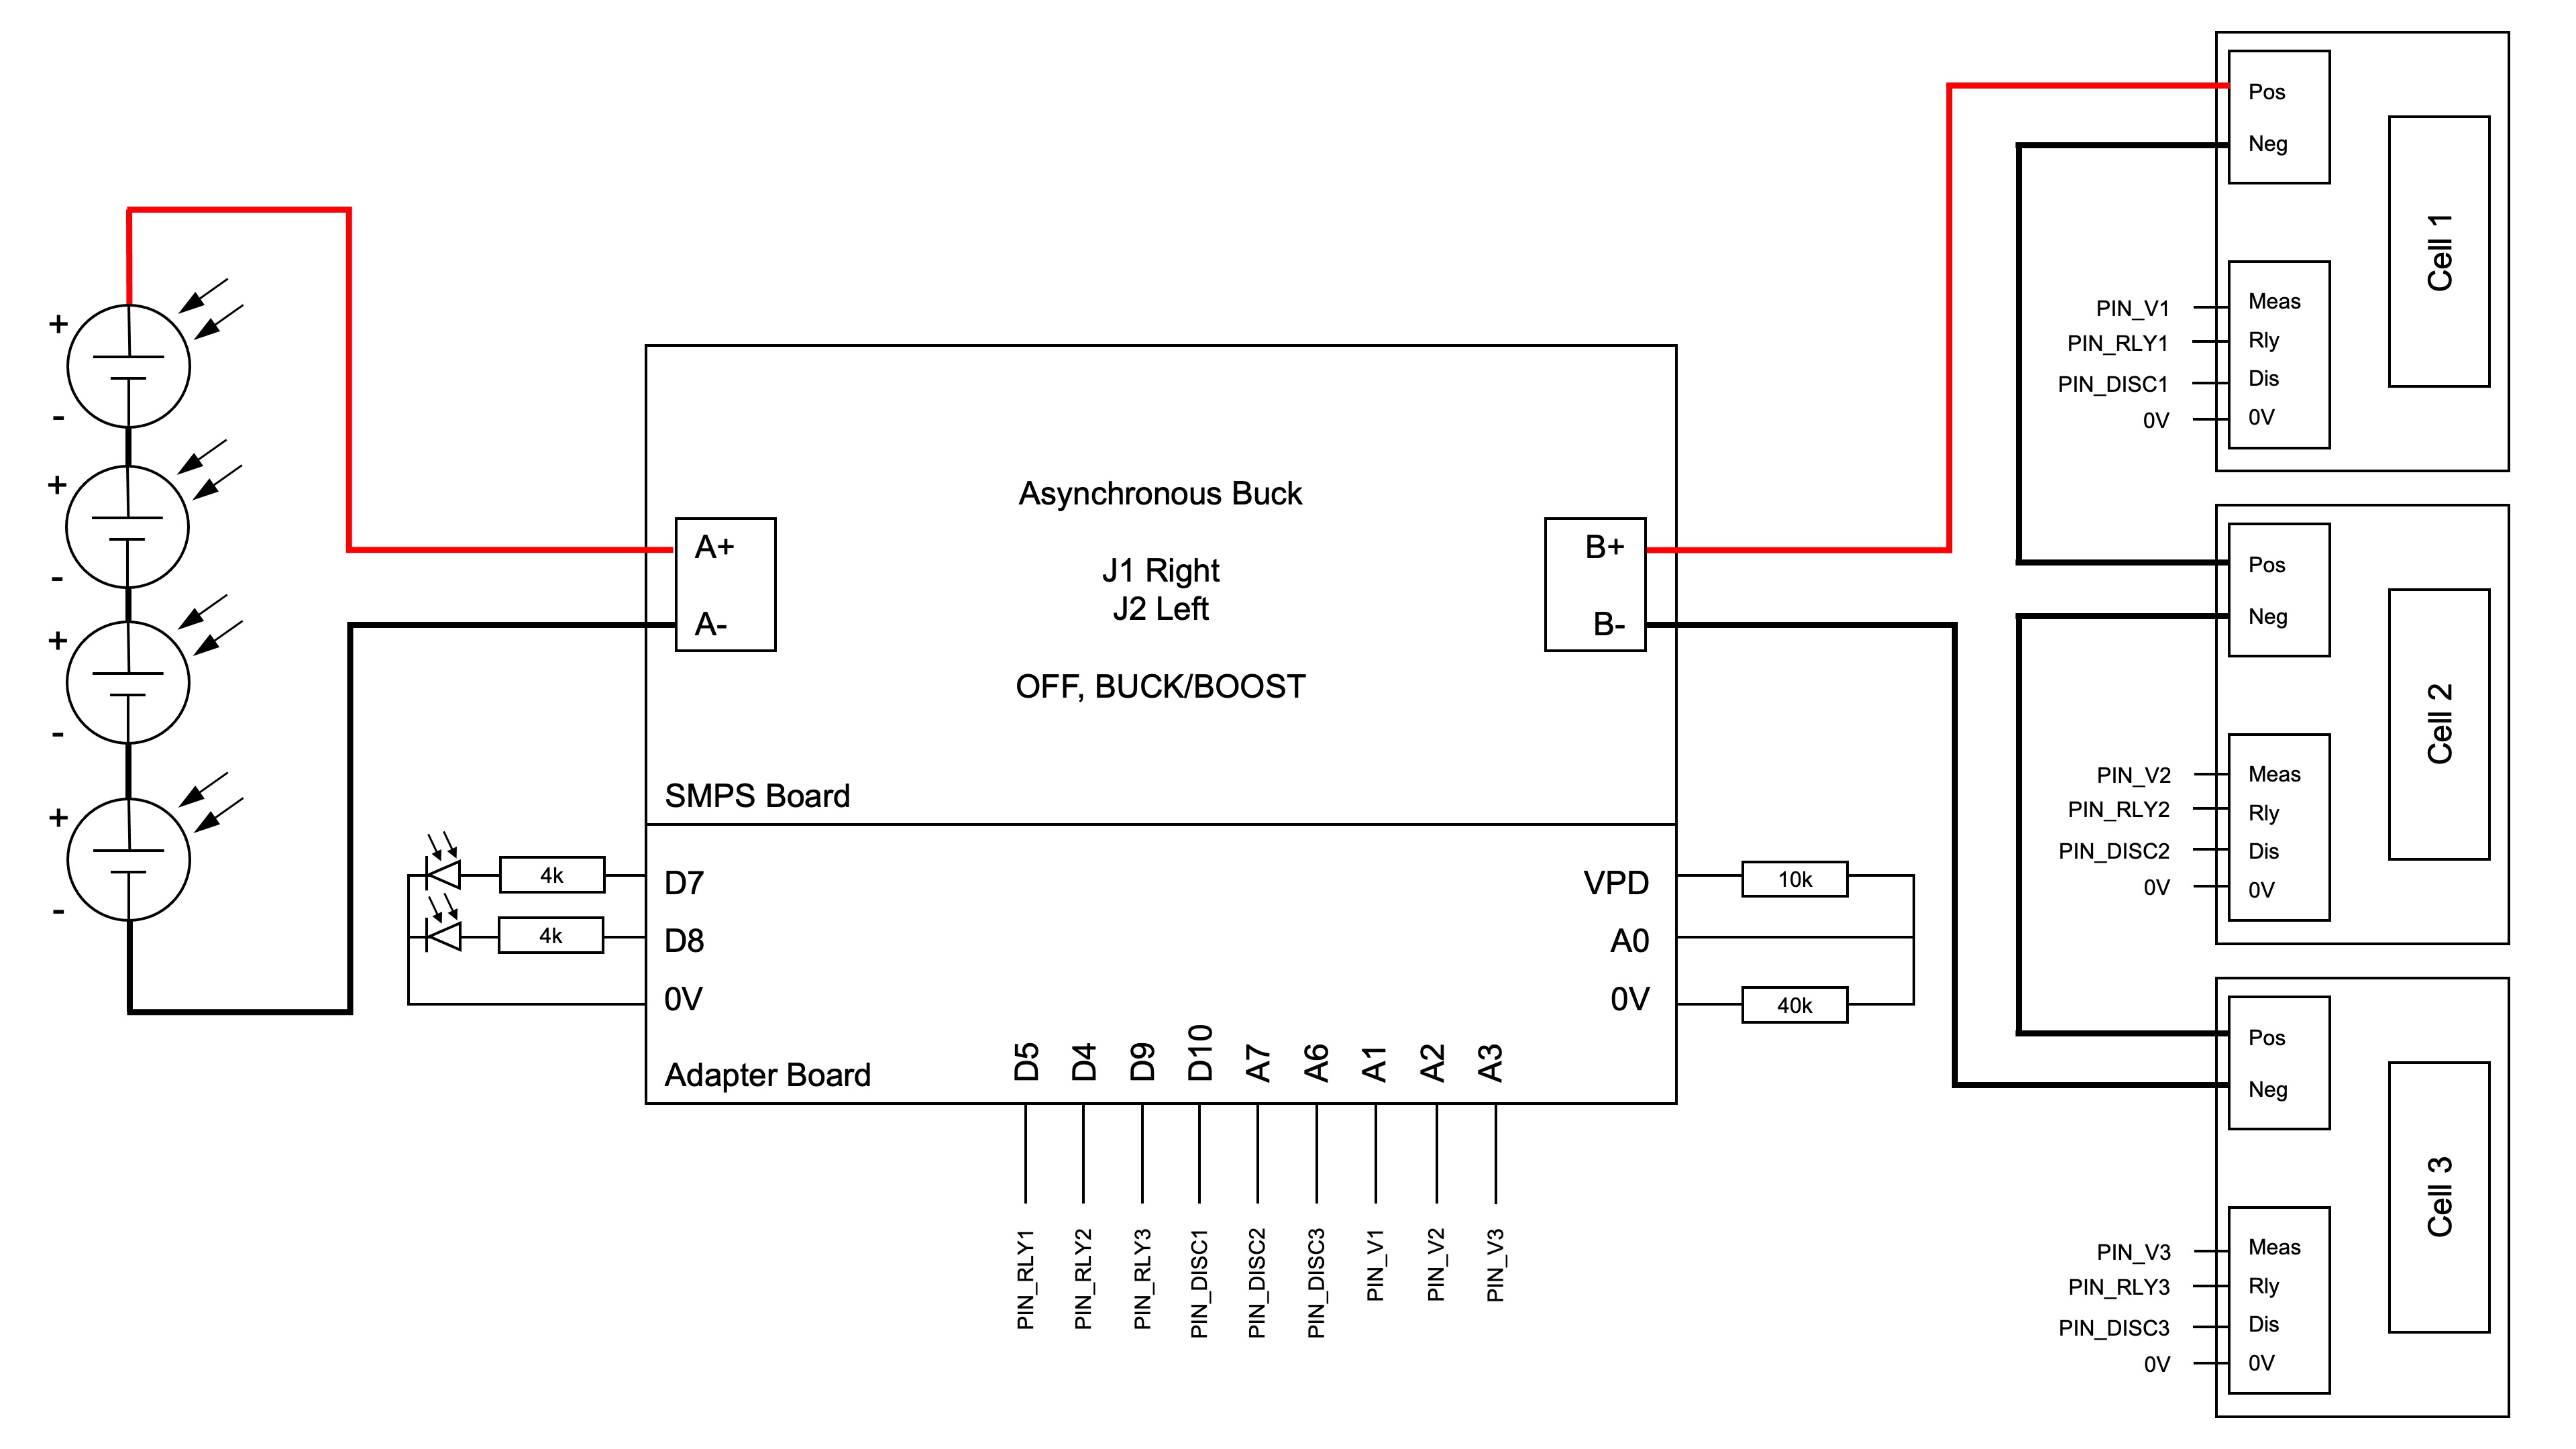 +
-
+
-
+
-
+
-
Asynchronous Buck
J1 Right
J2 Left
OFF, BUCK/BOOST
A+
A-
B+
B-
SMPS Board
4k
D7
4k
D8
0V
VPD
10k
A0
0V
40k
Adapter Board
D5
D4
D9
D10
A7
A6
A1
A2
A3
PIN_RLY1
PIN_RLY2
PIN_RLY3
PIN_DISC1
PIN_DISC2
PIN_DISC3
PIN_V1
PIN_V2
PIN_V3
Pos
Neg
Cell 1
PIN_V1
Meas
PIN_RLY1
Rly
PIN_DISC1
Dis
0V
0V
Pos
Neg
Cell 2
PIN_V2
Meas
PIN_RLY2
Rly
PIN_DISC2
Dis
0V
0V
Pos
Neg
Cell 3
PIN_V3
Meas
PIN_RLY3
Rly
PIN_DISC3
Dis
0V
0V